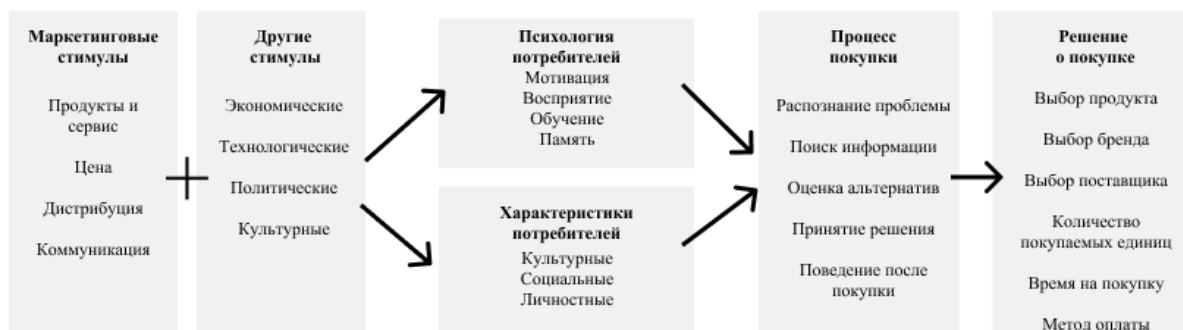 Маркетинговые
стимулы
Продукты и
сервис
Цена
Дистрибуция
Коммуникация
Другие
стимулы
Экономические
Технологические
Политические
Культурные
Психология
потребителей
Мотивация
Восприятие
Обучение
Память
Характеристики
потребителей
Культурные
Социальные
Личностные
Процесс
покупки
Распознание проблемы
Поиск информации
Оценка альтернатив
Принятие решения
Поведение после
покупки
Решение
о покупке
Выбор продукта
Выбор бренда
Выбор поставщика
Количество
покупаемых единиц
Время на покупку
Метод оплаты